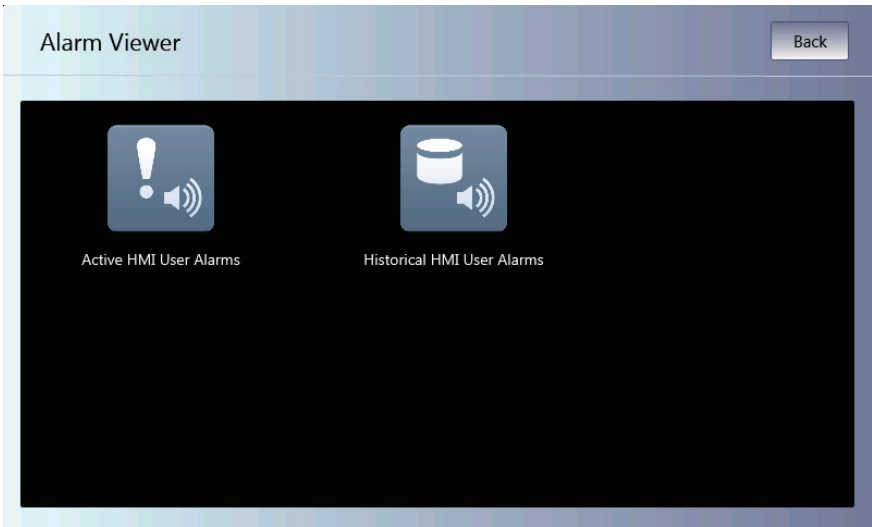 Alarm Viewer
Back
Active HMI User Alarms
Historical HMI User Alarms